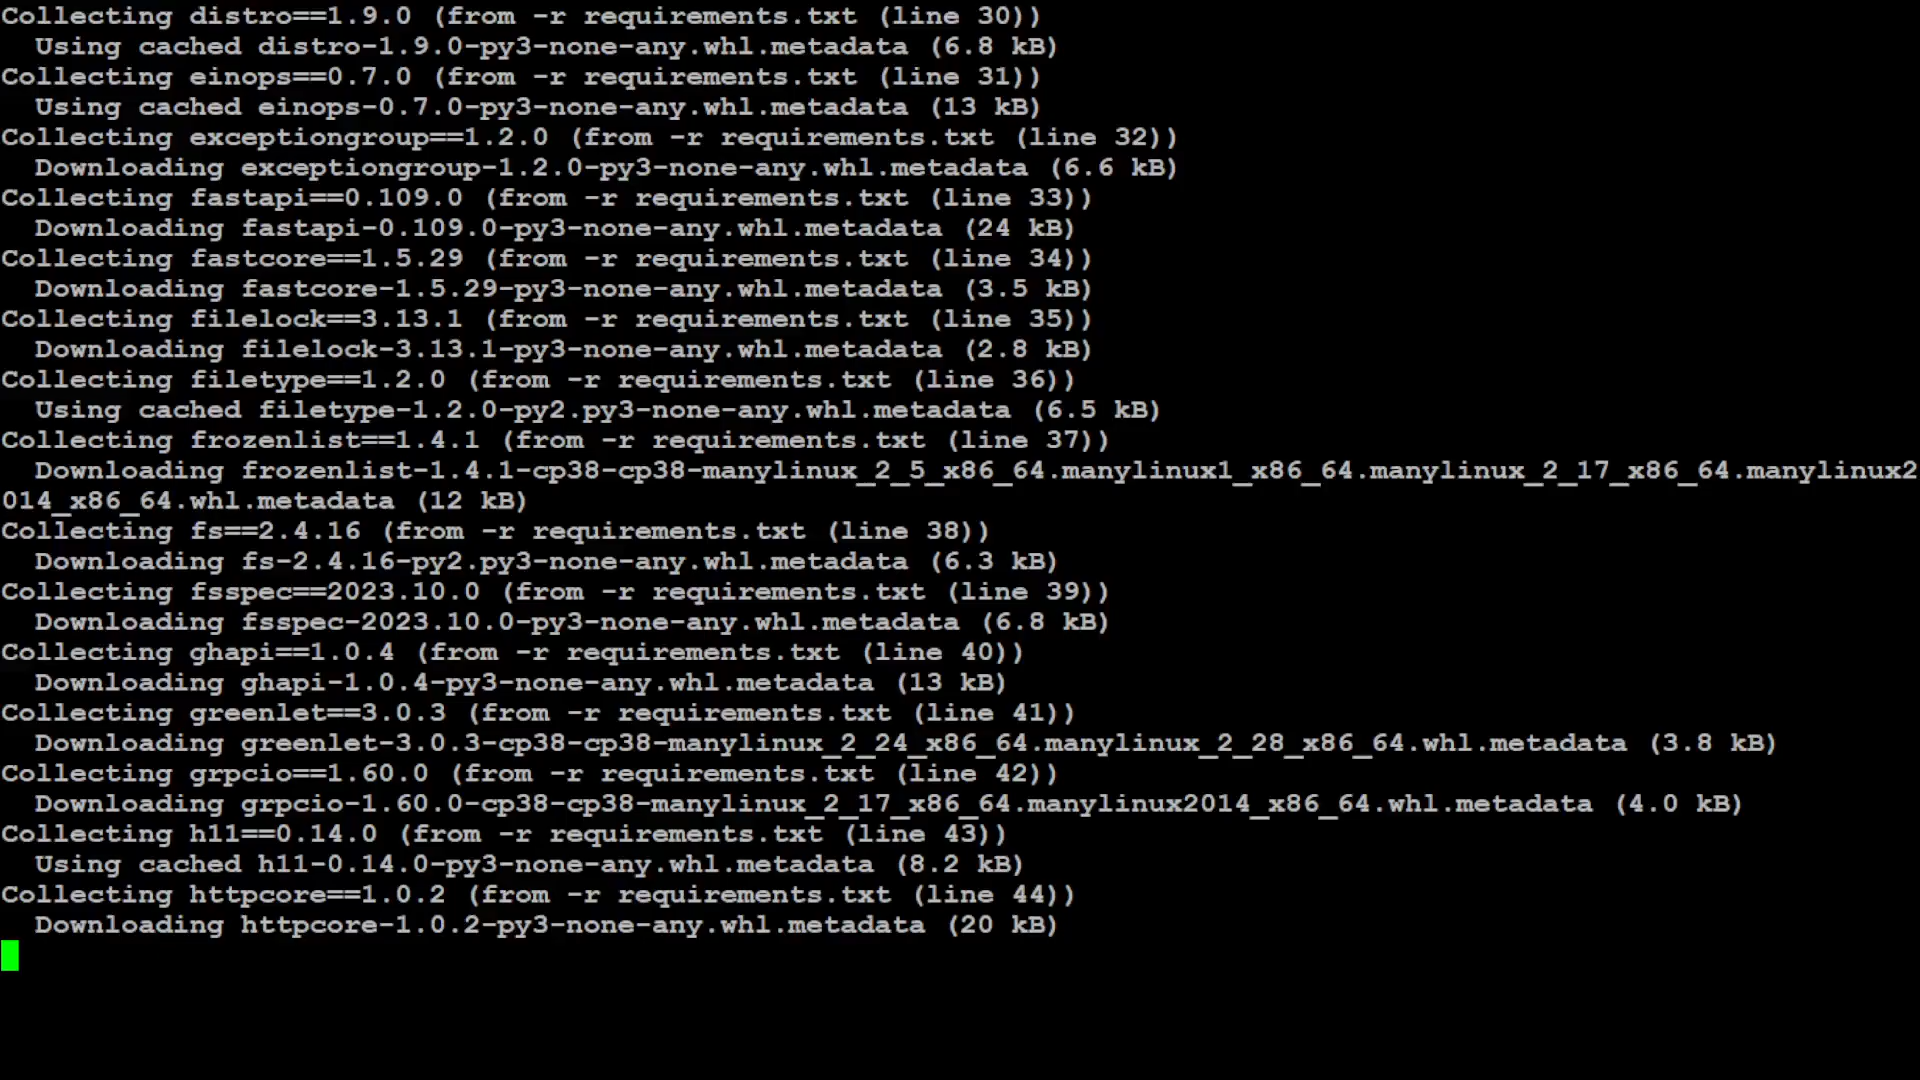 Collecting distro==1.9.0 (from -r requirements.txt (line 30))
  Using cached distro-1.9.0-py3-none-any.whl.metadata (6.8 kB)
Collecting einops==0.7.0 (from -r requirements.txt (line 31))
  Using cached einops-0.7.0-py3-none-any.whl.metadata (13 kB)
Collecting exceptiongroup==1.2.0 (from -r requirements.txt (line 32))
  Downloading exceptiongroup-1.2.0-py3-none-any.whl.metadata (6.6 kB)
Collecting fastapi==0.109.0 (from -r requirements.txt (line 33))
  Downloading fastapi-0.109.0-py3-none-any.whl.metadata (24 kB)
Collecting fastcore==1.5.29 (from -r requirements.txt (line 34))
  Downloading fastcore-1.5.29-py3-none-any.whl.metadata (3.5 kB)
Collecting filelock==3.13.1 (from -r requirements.txt (line 35))
  Downloading filelock-3.13.1-py3-none-any.whl.metadata (2.8 kB)
Collecting filetype==1.2.0 (from -r requirements.txt (line 36))
  Using cached filetype-1.2.0-py2.py3-none-any.whl.metadata (6.5 kB)
Collecting frozenlist==1.4.1 (from -r requirements.txt (line 37))
  Downloading frozenlist-1.4.1-cp38-cp38-manylinux_2_5_x86_64.manylinux1_x86_64.manylinux_2_17_x86_64.manylinux2
014_x86_64.whl.metadata (12 kB)
Collecting fs==2.4.16 (from -r requirements.txt (line 38))
  Downloading fs-2.4.16-py2.py3-none-any.whl.metadata (6.3 kB)
Collecting fsspec==2023.10.0 (from -r requirements.txt (line 39))
  Downloading fsspec-2023.10.0-py3-none-any.whl.metadata (6.8 kB)
Collecting ghapi==1.0.4 (from -r requirements.txt (line 40))
  Downloading ghapi-1.0.4-py3-none-any.whl.metadata (13 kB)
Collecting greenlet==3.0.3 (from -r requirements.txt (line 41))
  Downloading greenlet-3.0.3-cp38-cp38-manylinux_2_24_x86_64.manylinux_2_28_x86_64.whl.metadata (3.8 kB)
Collecting grpcio==1.60.0 (from -r requirements.txt (line 42))
  Downloading grpcio-1.60.0-cp38-cp38-manylinux_2_17_x86_64.manylinux2014_x86_64.whl.metadata (4.0 kB)
Collecting h11==0.14.0 (from -r requirements.txt (line 43))
  Using cached h11-0.14.0-py3-none-any.whl.metadata (8.2 kB)
Collecting httpcore==1.0.2 (from -r requirements.txt (line 44))
  Downloading httpcore-1.0.2-py3-none-any.whl.metadata (20 kB)